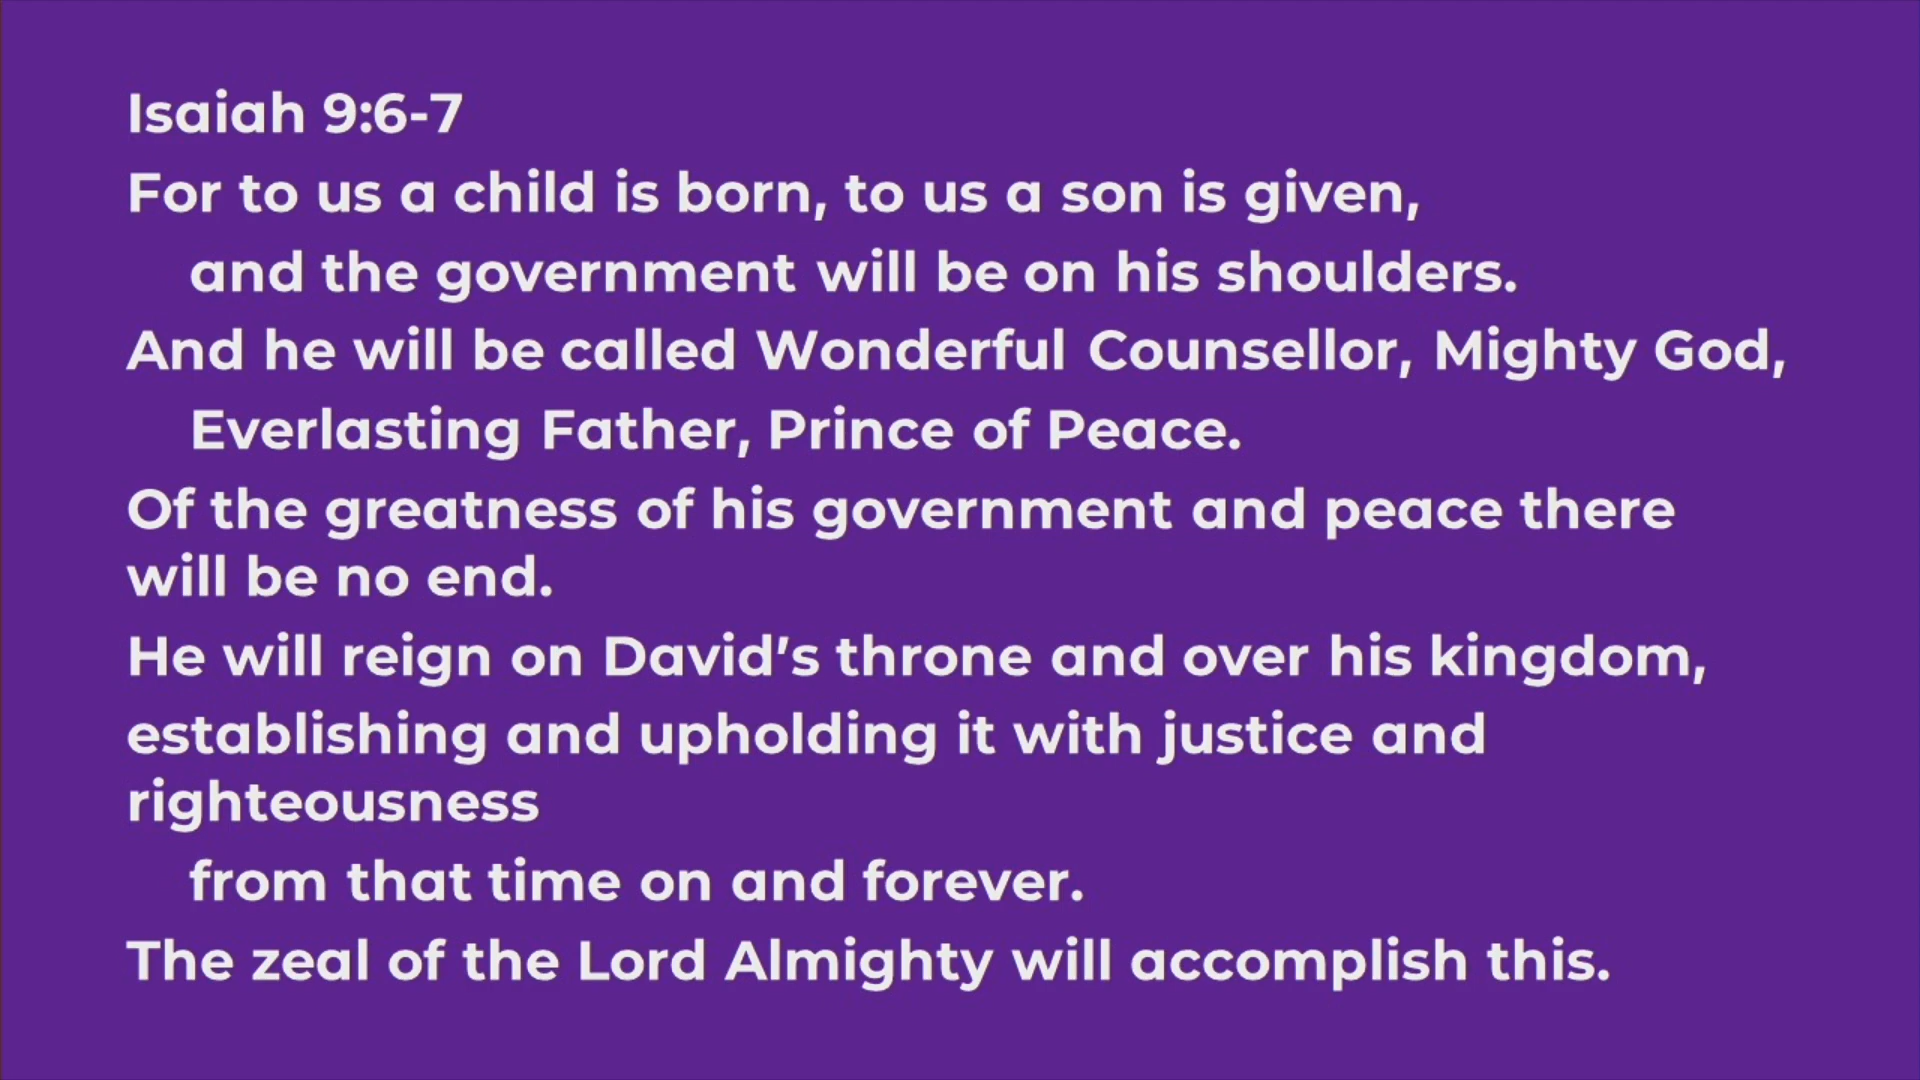 Isaiah 9:6-7
For to us a child is born, to us a son is given,
and the government will be on his shoulders.
And he will be called Wonderful Counsellor, Mighty God,
Everlasting Father, Prince of Peace.
Of the greatness of his government and peace there
will be no end.
He will reign on David’s throne and over his kingdom,
establishing and upholding it with justice and
righteousness
from that time on and forever.
The zeal of the Lord Almighty will accomplish this.